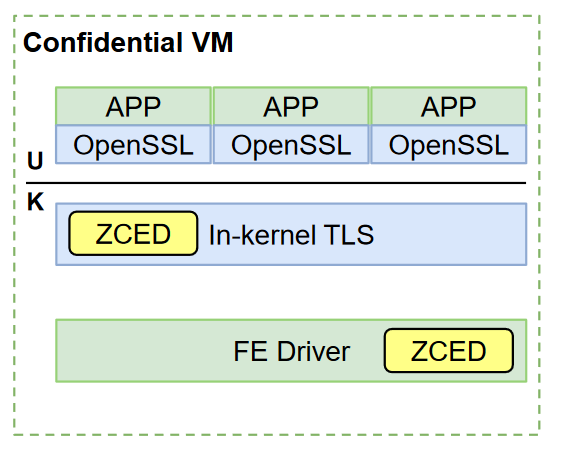 Confidential VM
APP APP APP
OpenSSL OpenSSL OpenSSL
U
K
ZCED In-kernel TLS
FE Driver ZCED